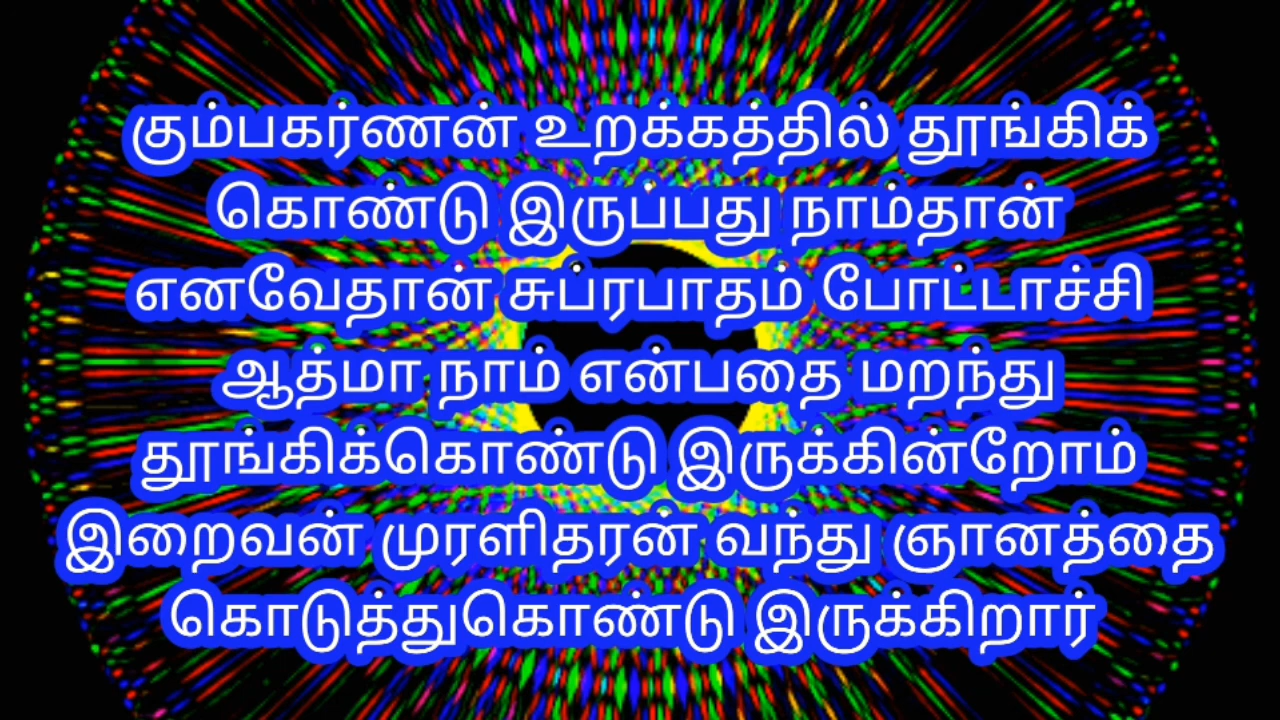 கும்பகர்ணன் உறக்கத்தில் தூங்கிக்
கொண்டு இருப்பது நாம்தான்
எனவேதான் சுப்ரபாதம் போட்டாச்சி
ஆத்மா நாம் என்பதை மறந்து
தூங்கிக்கொண்டு இருக்கின்றோம்
இறைவன் முரளிதரன் வந்து ஞானத்தை
கொடுத்துகொண்டு இருக்கிறார்